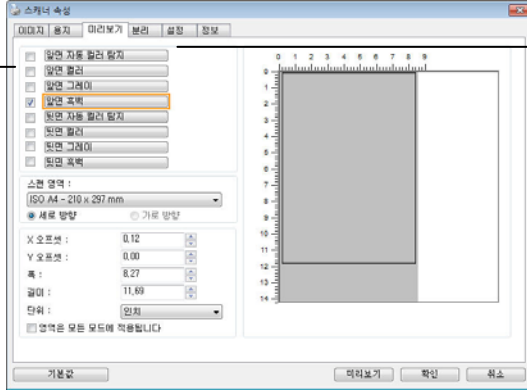 스캐너 속성
이미지 용지 미리보기 분리 설정 정보
앞면 자동 컬러 탐지
앞면 컬러
앞면 그레이
앞면 흑백
뒷면 자동 컬러 탐지
뒷면 컬러
뒷면 그레이
뒷면 흑백
스캔 영역 :
ISO A4 - 210 x 297 mm
세로 방향 가로 방향
X 오프셋 : 0,12
Y 오프셋 : 0,00
폭 : 8,27
길이 : 11,69
단위 : 인치
영역은 모든 모드에 적용됩니다
0 1 2 3 4 5 6 7 8 9
0
1
2
3
4
5
6
7
8
9
10
11
12
13
14
기본값 미리보기 확인 취소